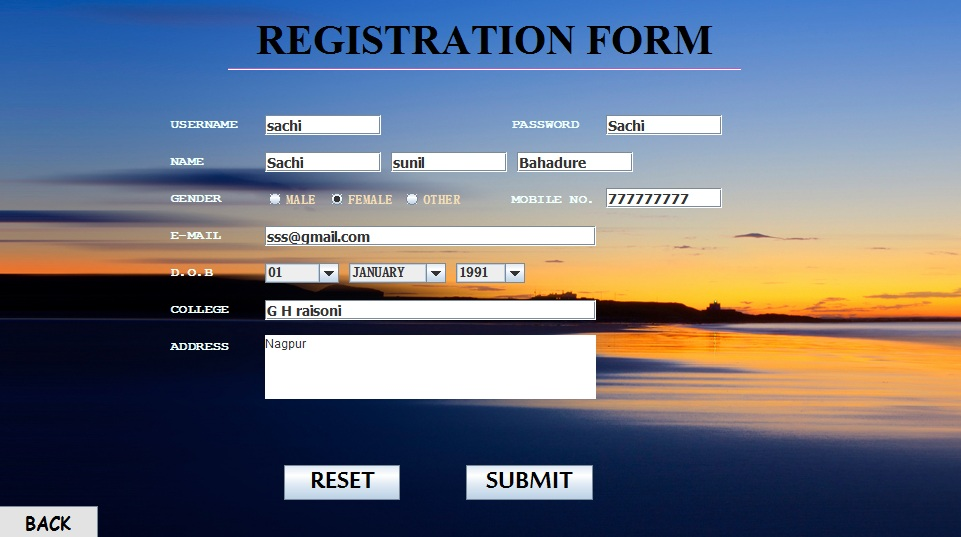 REGISTRATION FORM
USERNAME sachi PASSWORD Sachi
NAME Sachi sunil Bahadure
GENDER MALE FEMALE OTHER MOBILE NO. 777777777
E-MAIL sss@gmail.com
D.O.B 01 JANUARY 1991
COLLEGE G H raisoni
ADDRESS Nagpur
RESET SUBMIT
BACK